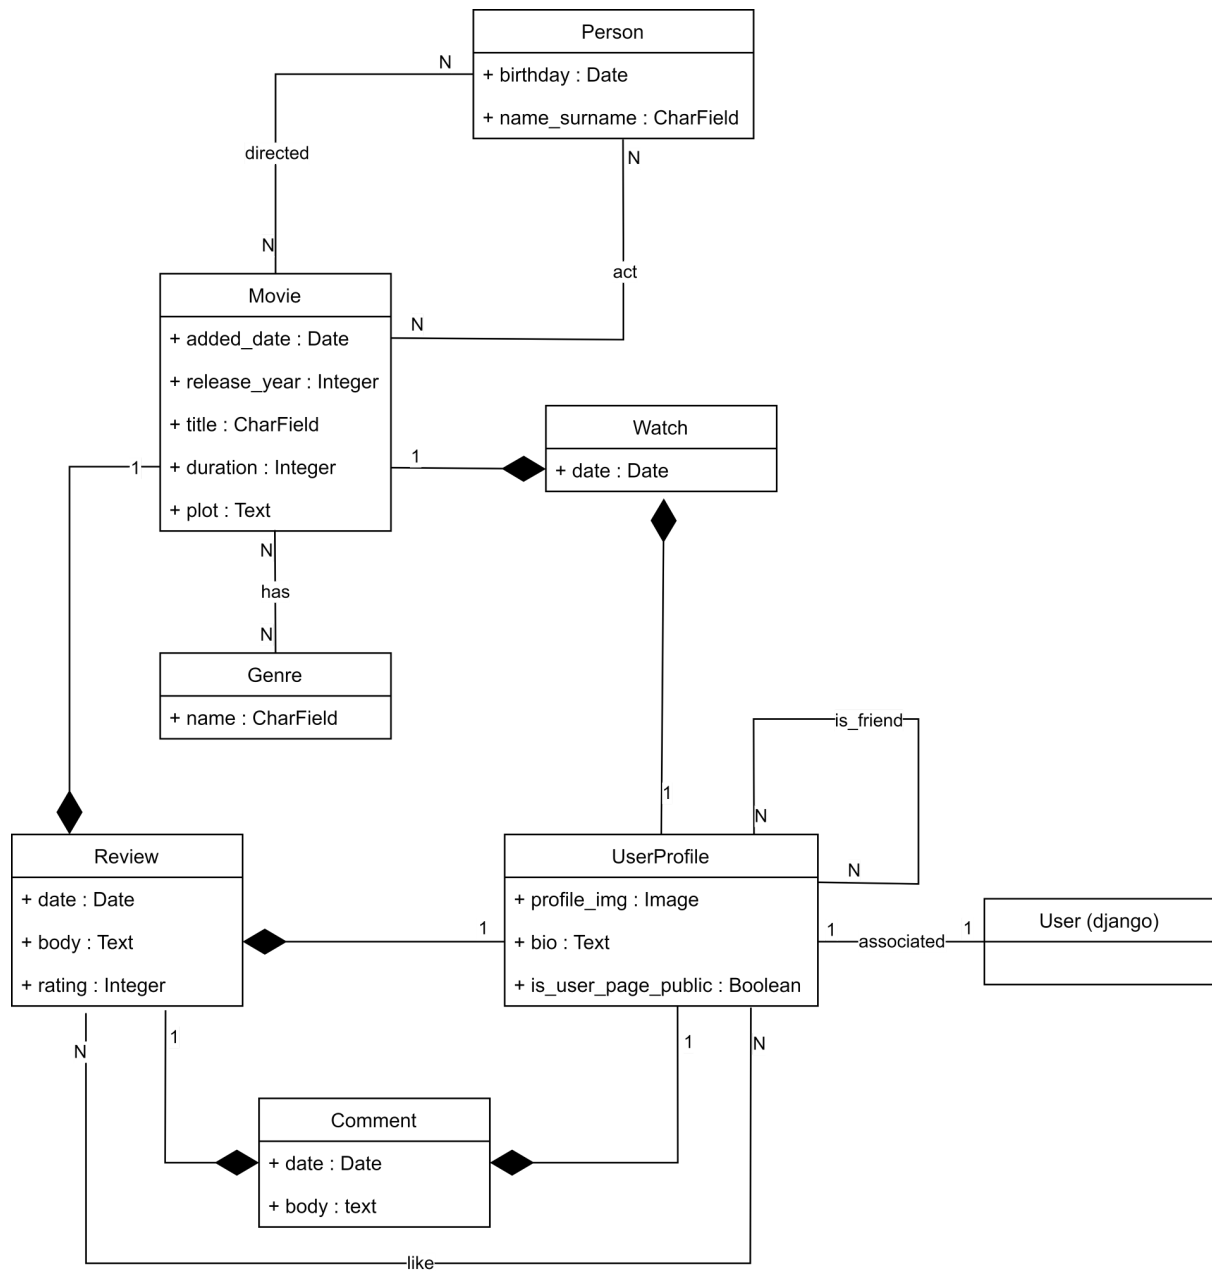 Person
+ birthday : Date
+ name_surname : CharField
N
directed
N
N
act
N
Movie
+ added_date : Date
+ release_year : Integer
+ title : CharField
+ duration : Integer
+ plot : Text
1
1
Watch
+ date : Date
N
has
N
Genre
+ name : CharField
1
is_friend
N
N
Review
+ date : Date
+ body : Text
+ rating : Integer
1
UserProfile
+ profile_img : Image
+ bio : Text
+ is_user_page_public : Boolean
1
associated
1
User (django)
N
1
1
N
Comment
+ date : Date
+ body : text
like